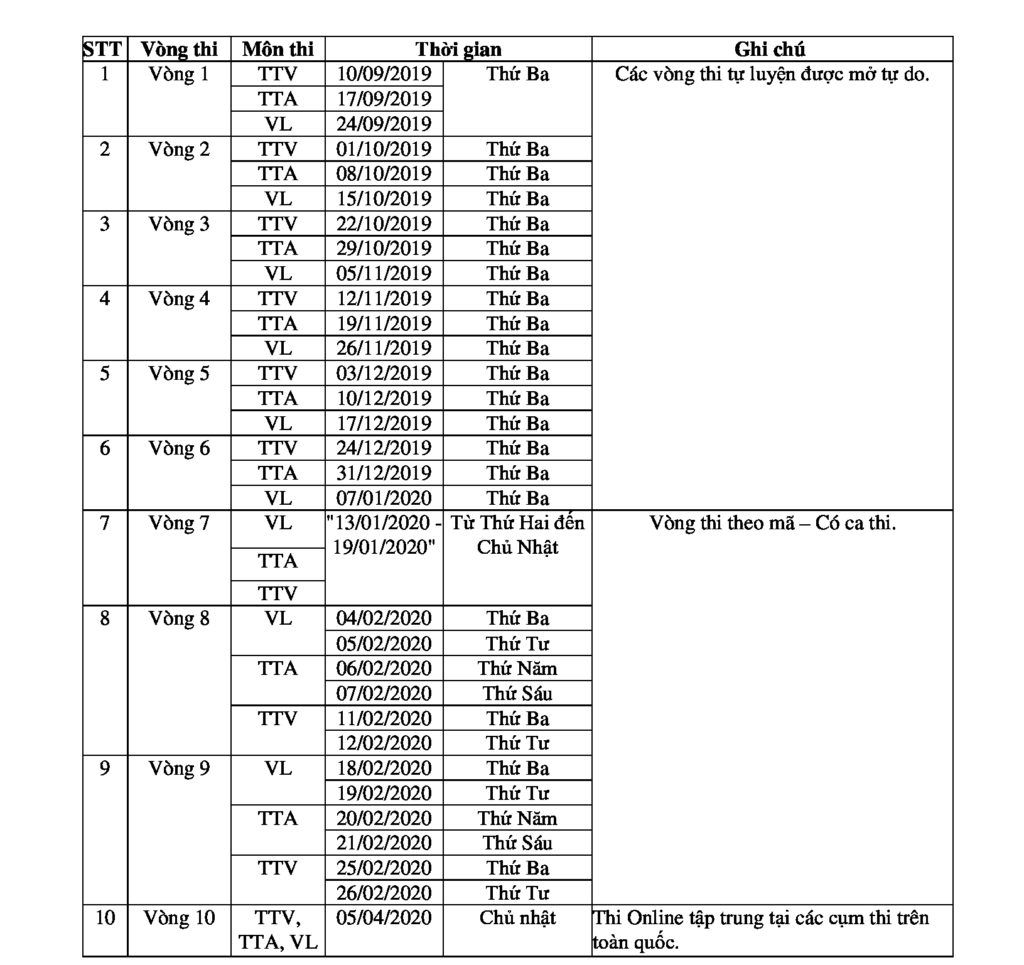 STT Vòng thi Môn thi Thời gian Ghi chú
1 Vòng 1 TTV 10/09/2019 Thứ Ba Các vòng thi tự luyện được mở tự do.
TTA 17/09/2019
VL 24/09/2019
2 Vòng 2 TTV 01/10/2019 Thứ Ba
TTA 08/10/2019 Thứ Ba
VL 15/10/2019 Thứ Ba
3 Vòng 3 TTV 22/10/2019 Thứ Ba
TTA 29/10/2019 Thứ Ba
VL 05/11/2019 Thứ Ba
4 Vòng 4 TTV 12/11/2019 Thứ Ba
TTA 19/11/2019 Thứ Ba
VL 26/11/2019 Thứ Ba
5 Vòng 5 TTV 03/12/2019 Thứ Ba
TTA 10/12/2019 Thứ Ba
VL 17/12/2019 Thứ Ba
6 Vòng 6 TTV 24/12/2019 Thứ Ba
TTA 31/12/2019 Thứ Ba
VL 07/01/2020 Thứ Ba
7 Vòng 7 VL "13/01/2020 - Từ Thứ Hai đến Vòng thi theo mã – Có ca thi.
19/01/2020" Chủ Nhật
TTA
TTV
8 Vòng 8 VL 04/02/2020 Thứ Ba
05/02/2020 Thứ Tư
TTA 06/02/2020 Thứ Năm
07/02/2020 Thứ Sáu
TTV 11/02/2020 Thứ Ba
12/02/2020 Thứ Tư
9 Vòng 9 VL 18/02/2020 Thứ Ba
19/02/2020 Thứ Tư
TTA 20/02/2020 Thứ Năm
21/02/2020 Thứ Sáu
TTV 25/02/2020 Thứ Ba
26/02/2020 Thứ Tư
10 Vòng 10 TTV, 05/04/2020 Chủ nhật Thi Online tập trung tại các cụm thi trên
TTA, VL toàn quốc.